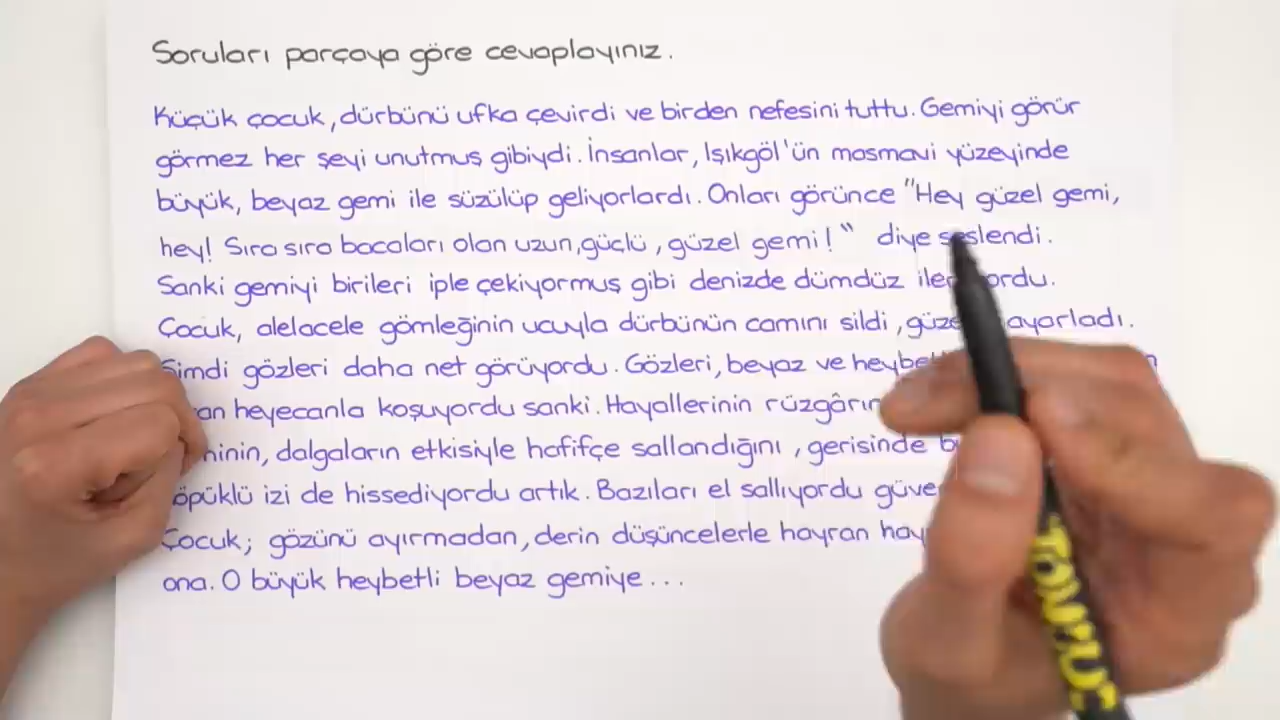 Soruları parçaya göre cevaplayınız.
Küçük çocuk, dürbünü ufka çevirdi ve birden nefesini tuttu. Gemiyi görür
görmez her şeyi unutmuş gibiydi. İnsanlar, Işıkgöl'ün masmavi yüzeyinde
büyük, beyaz gemi ile süzülüp geliyorlardı. Onları görünce "Hey güzel gemi,
hey! Sıra sıra bacaları olan uzun, güçlü, güzel gemi!" diye seslendi.
Sanki gemiyi birileri iple çekiyormuş gibi denizde dümdüz
Çocuk, alelacele gömleğinin ucuyla dürbünün camını sildi, ayarladı.
Şimdi gözleri daha net görüyordu. Gözleri, beyaz ve
heyecanla koşuyordu sanki. Hayallerinin
dalgaların etkisiyle hafifçe sallandığını, gerisinde
köpüklü izi de hissediyordu artık. Bazıları el sallıyordu
Çocuk; gözünü ayırmadan, derin düşüncelerle hayran
ona. O büyük heybetli beyaz gemiye...